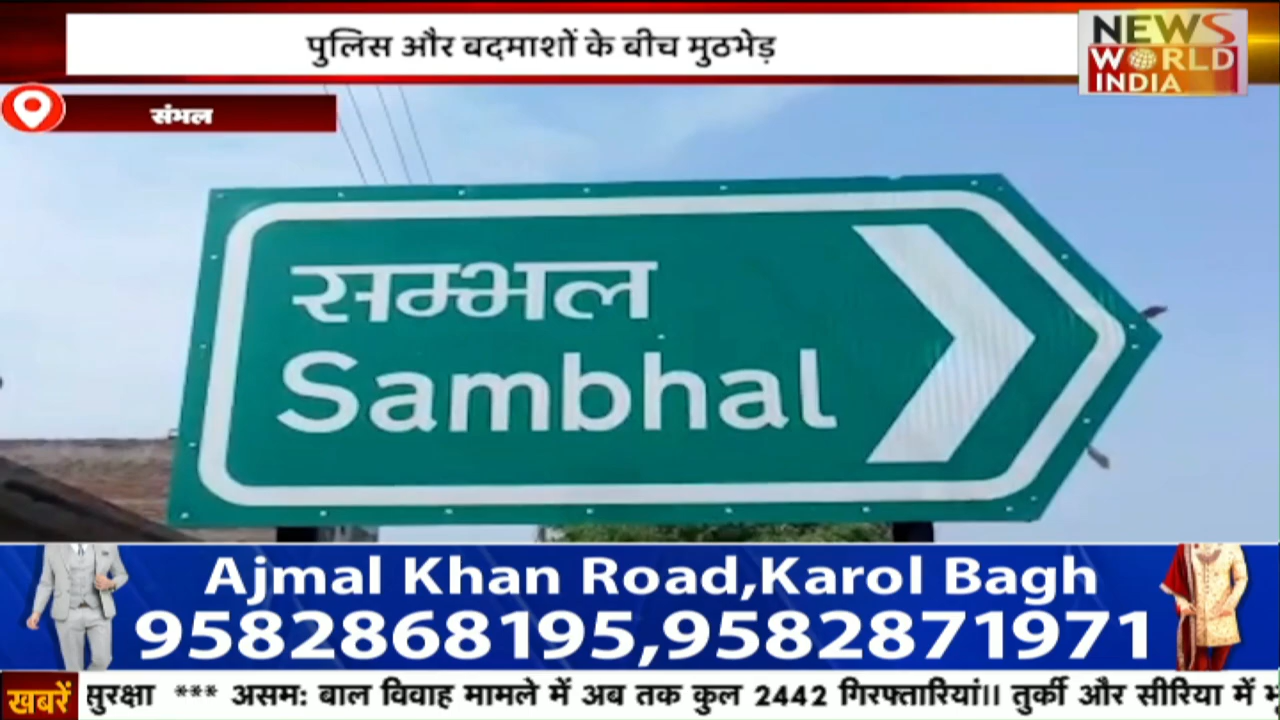 पुलिस और बदमाशों के बीच मुठभेड़
NEWS
WORLD
INDIA
संभल
सम्भल
Sambhal
Ajmal Khan Road,Karol Bagh
9582868195,9582871971
खबरें सुरक्षा *** असम: बाल विवाह मामले में अब तक कुल 2442 गिरफ्तारियां।। तुर्की और सीरिया में